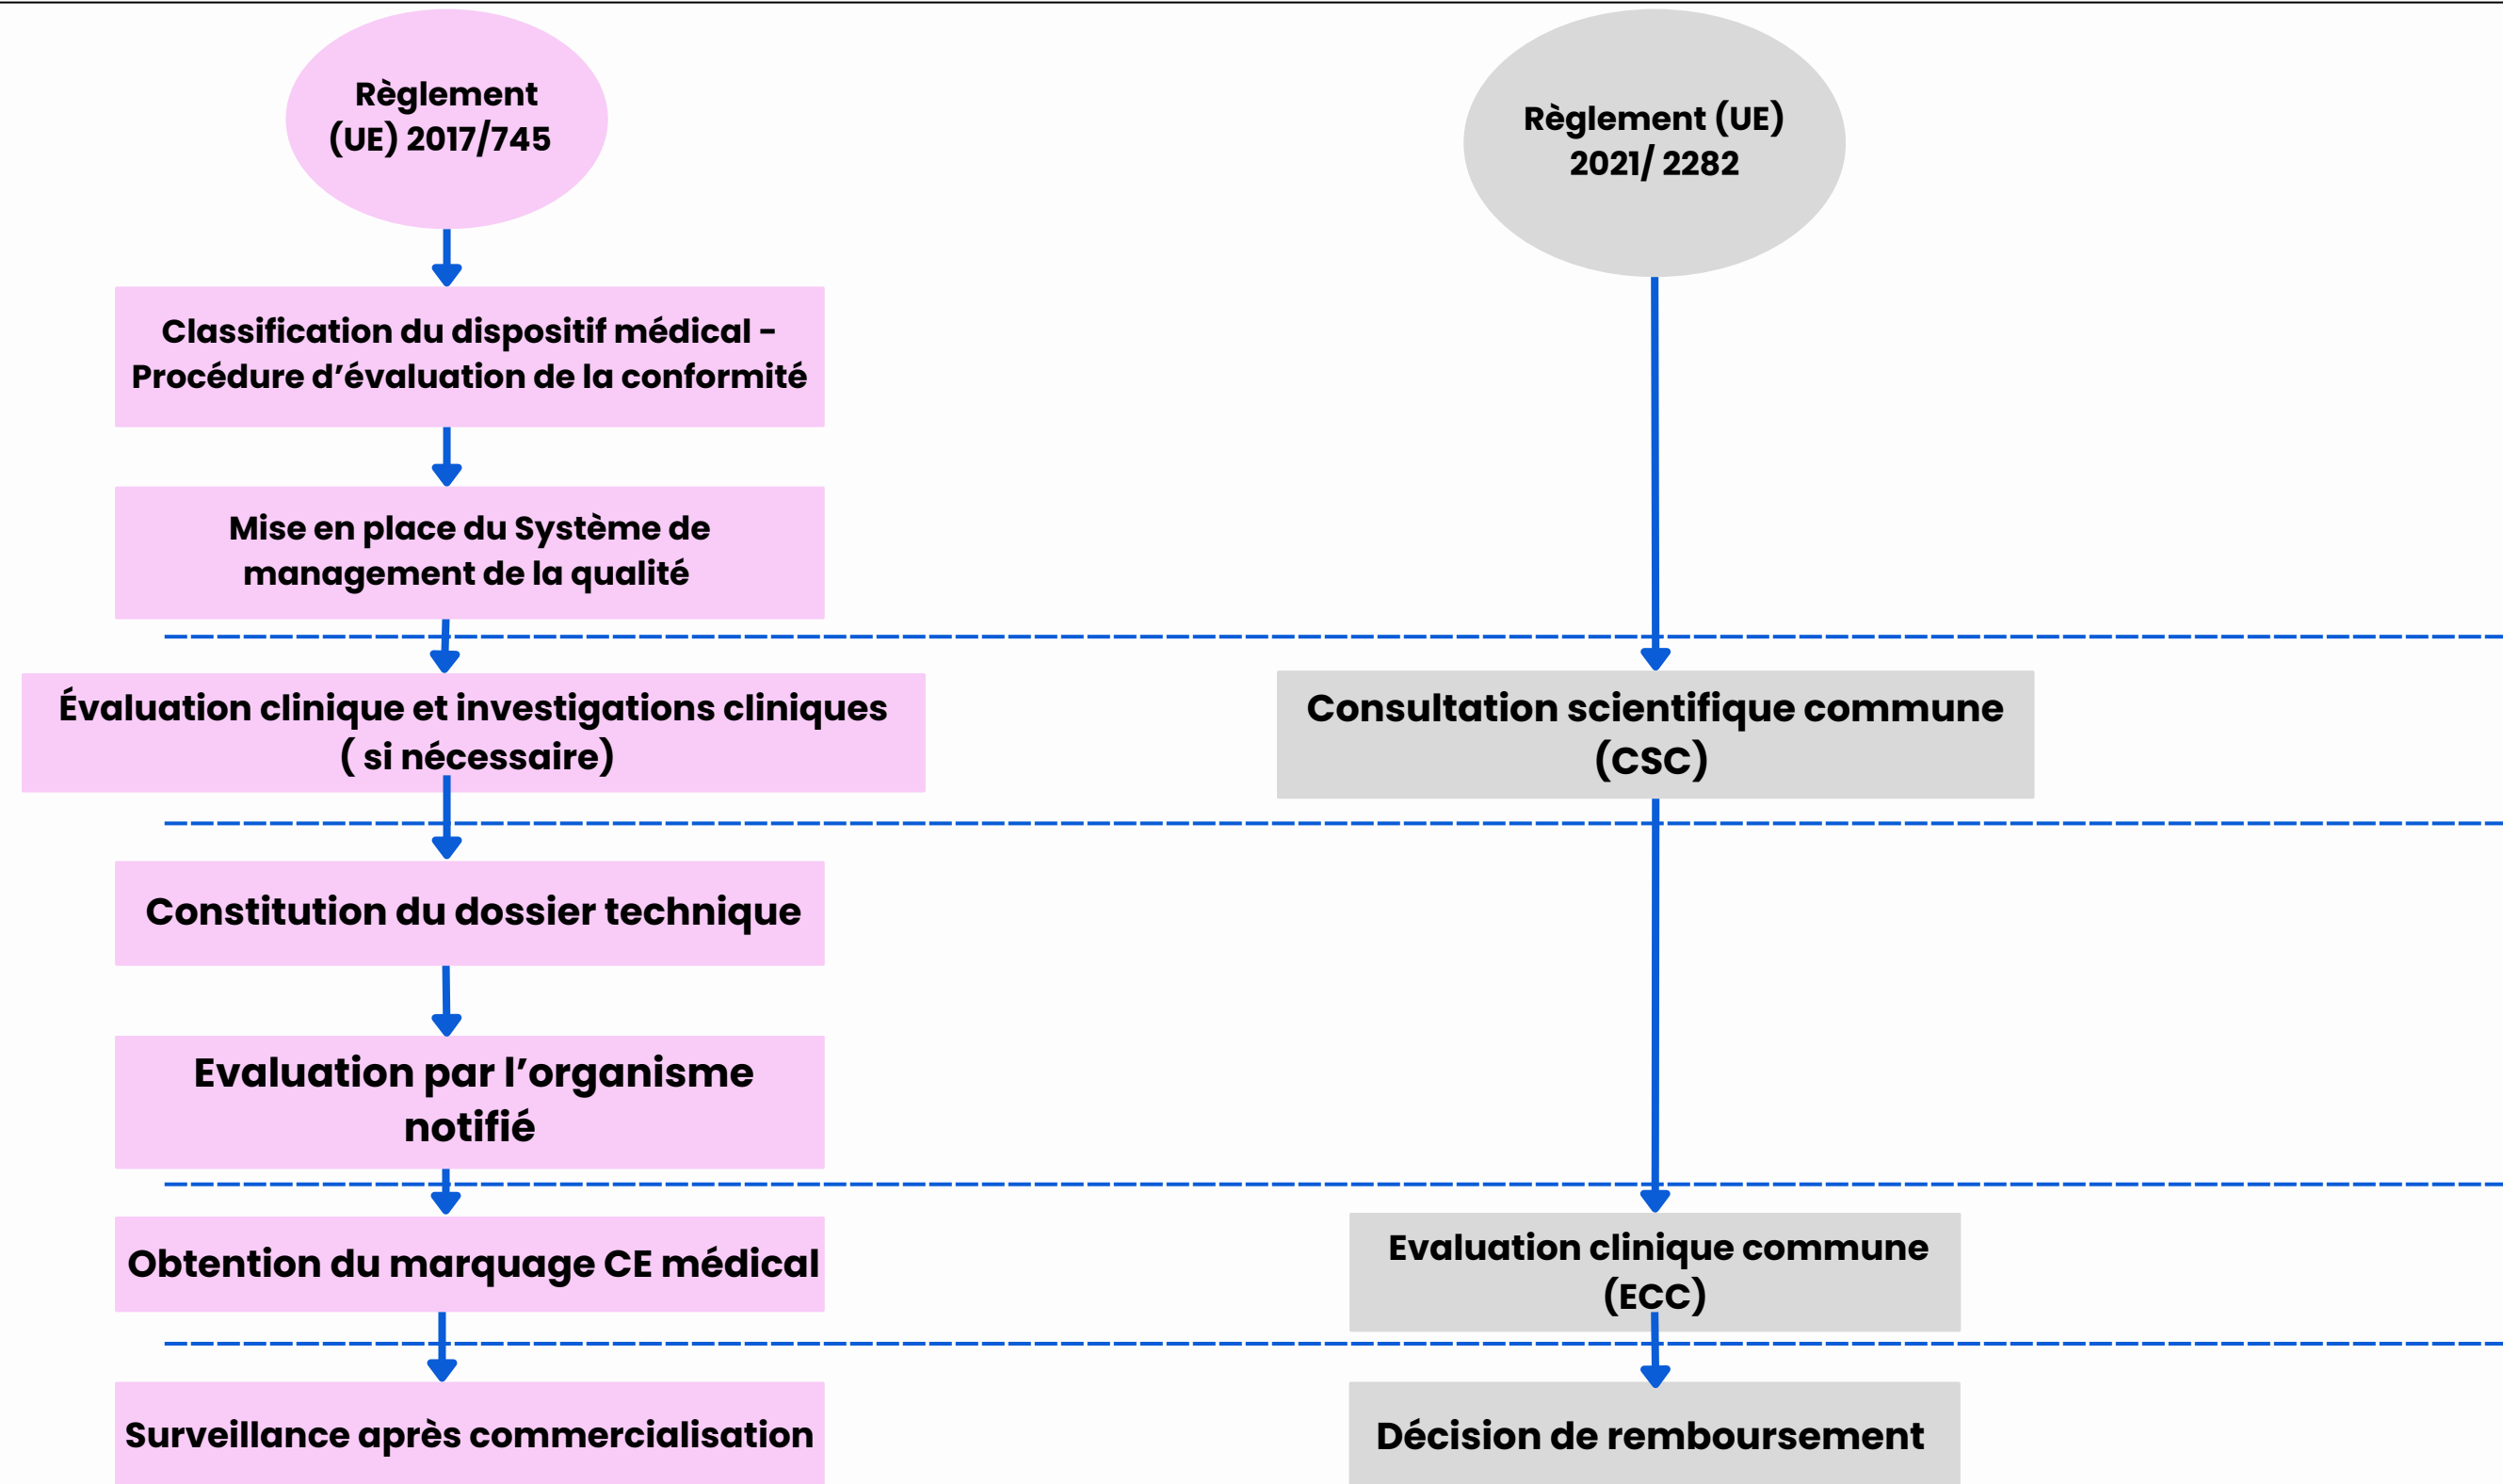 Règlement
(UE) 2017/745
Règlement (UE)
2021/ 2282
Classification du dispositif médical -
Procédure d’évaluation de la conformité
Mise en place du Système de
management de la qualité
Évaluation clinique et investigations cliniques
( si nécessaire)
Consultation scientifique commune
(CSC)
Constitution du dossier technique
Evaluation par l’organisme
notifié
Obtention du marquage CE médical
Evaluation clinique commune
(ECC)
Surveillance après commercialisation
Décision de remboursement